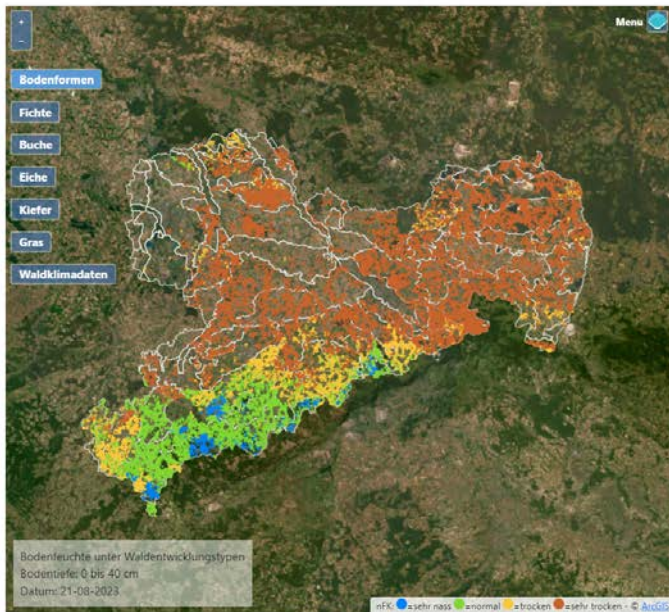 +
−
Menu
Bodenformen
Fichte
Buche
Eiche
Kiefer
Gras
Waldklimadaten
Bodenfeuchte unter Waldentwicklungstypen
Bodentiefe: 0 bis 40 cm
Datum: 21-08-2023
nFK: =sehr nass =normal =trocken =sehr trocken - © ArcGIS